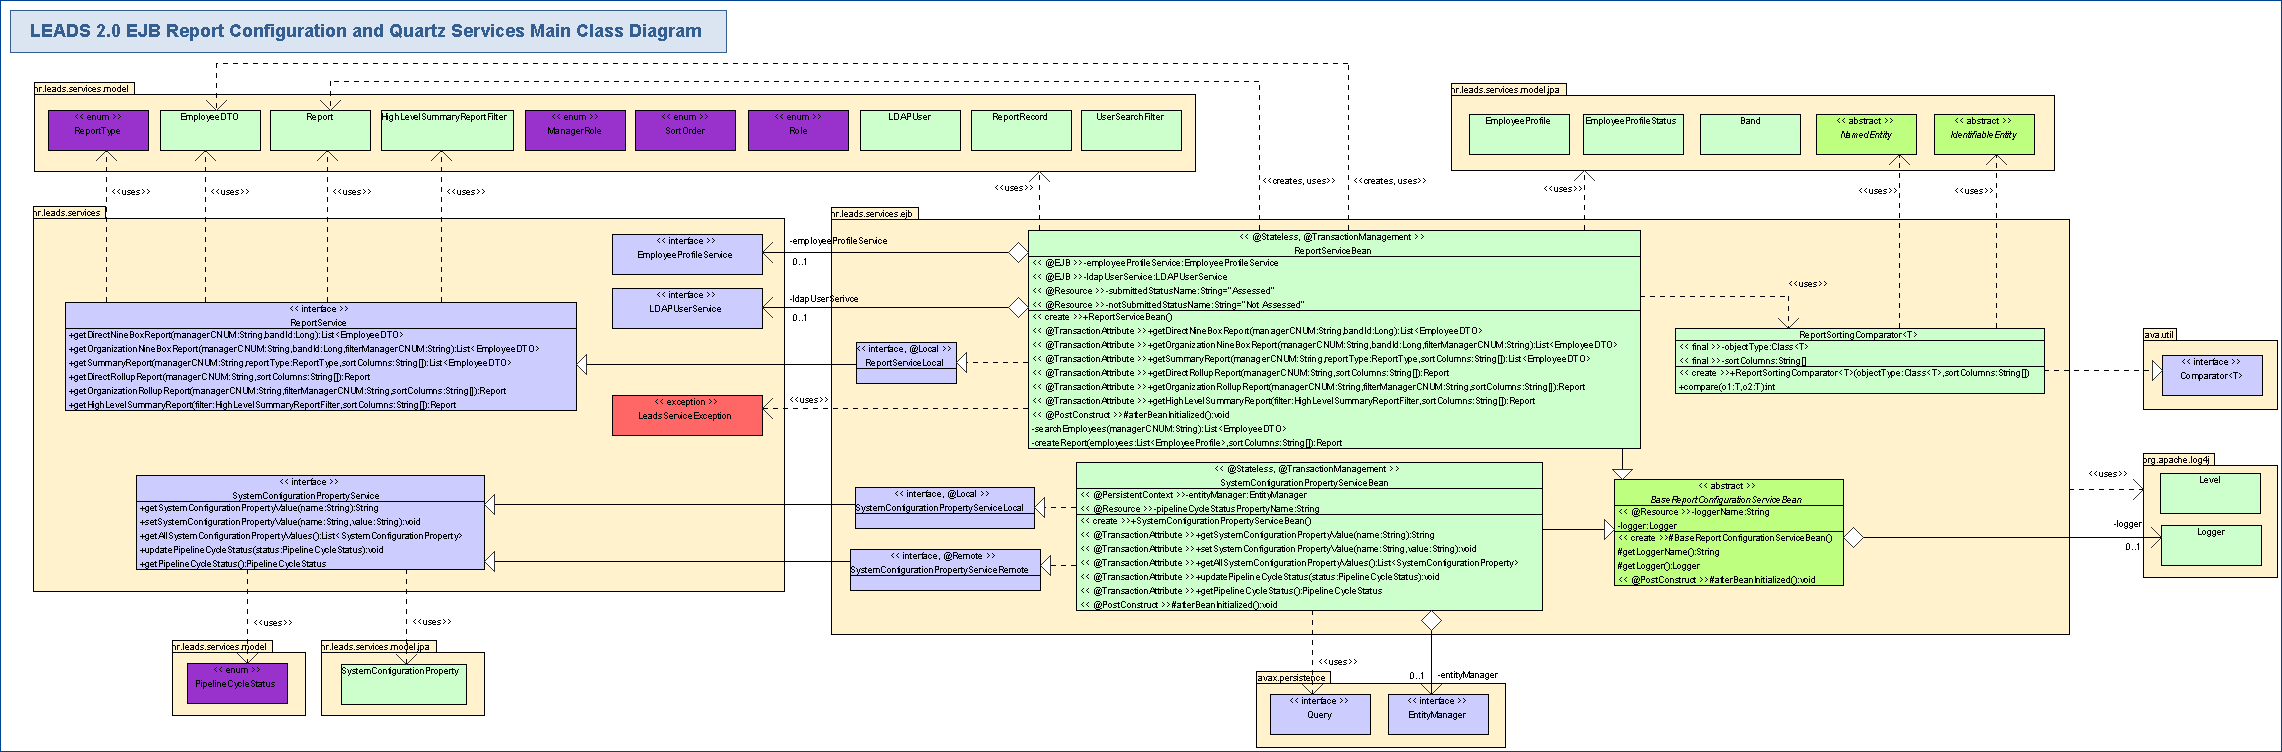 LEADS 2.0 EJB Report Configuration and Quartz Services Main Class Diagram
hr.leads.services.model
<< enum >>
ReportType
EmployeeDTO
Report
HighLevelSummaryReportFilter
<< enum >>
ManagerRole
<< enum >>
SortOrder
<< enum >>
Role
LDAPUser
ReportRecord
UserSearchFilter
hr.leads.services.model.jpa
EmployeeProfile
EmployeeProfileStatus
Band
<< abstract >>
NamedEntity
<< abstract >>
IdentifiableEntity
<<uses>>
<<uses>>
<<uses>>
<<uses>>
<<uses>>
<<creates, uses>>
<<creates, uses>>
<<uses>>
<<uses>>
<<uses>>
hr.leads.services
<< interface >>
EmployeeProfileService
<< interface >>
LDAPUserService
<< interface >>
ReportService
+getDirectNineBoxReport(managerCNUM:String,bandId:Long):List<EmployeeDTO>
+getOrganizationNineBoxReport(managerCNUM:String,bandId:Long,filterManagerCNUM:String):List<EmployeeDTO>
+getSummaryReport(managerCNUM:String,reportType:ReportType,sortColumns:String[]):List<EmployeeDTO>
+getDirectRollupReport(managerCNUM:String,sortColumns:String[]):Report
+getOrganizationRollupReport(managerCNUM:String,filterManagerCNUM:String,sortColumns:String[]):Report
+getHighLevelSummaryReport(filter:HighLevelSummaryReportFilter,sortColumns:String[]):Report
<< exception >>
LeadsServiceException
<< interface >>
SystemConfigurationPropertyService
+getSystemConfigurationPropertyValue(name:String):String
+setSystemConfigurationPropertyValue(name:String,value:String):void
+getAllSystemConfigurationPropertyValues():List<SystemConfigurationProperty>
+updatePipelineCycleStatus(status:PipelineCycleStatus):void
+getPipelineCycleStatus():PipelineCycleStatus
hr.leads.services.ejb
-employeeProfileService
0..1
-ldapUserSerivce
0..1
<< interface, @Local >>
ReportServiceLocal
<<uses>>
<< @Stateless, @TransactionManagement >>
ReportServiceBean
<< @EJB >>-employeeProfileService:EmployeeProfileService
<< @EJB >>-ldapUserService:LDAPUserService
<< @Resource >>-submittedStatusName:String="Assessed"
<< @Resource >>-notSubmittedStatusName:String="Not Assessed"
<< create >>+ReportServiceBean()
<< @TransactionAttribute >>+getDirectNineBoxReport(managerCNUM:String,bandId:Long):List<EmployeeDTO>
<< @TransactionAttribute >>+getOrganizationNineBoxReport(managerCNUM:String,bandId:Long,filterManagerCNUM:String):List<EmployeeDTO>
<< @TransactionAttribute >>+getSummaryReport(managerCNUM:String,reportType:ReportType,sortColumns:String[]):List<EmployeeDTO>
<< @TransactionAttribute >>+getDirectRollupReport(managerCNUM:String,sortColumns:String[]):Report
<< @TransactionAttribute >>+getOrganizationRollupReport(managerCNUM:String,filterManagerCNUM:String,sortColumns:String[]):Report
<< @TransactionAttribute >>+getHighLevelSummaryReport(filter:HighLevelSummaryReportFilter,sortColumns:String[]):Report
<< @PostConstruct >>#afterBeanInitialized():void
-searchEmployees(managerCNUM:String):List<EmployeeDTO>
-createReport(employees:List<EmployeeProfile>,sortColumns:String[]):Report
<<uses>>
ReportSortingComparator<T>
<< final >>-objectType:Class<T>
<< final >>-sortColumns:String[]
<< create >>+ReportSortingComparator<T>(objectType:Class<T>,sortColumns:String[])
+compare(o1:T,o2:T):int
java.util
<< interface >>
Comparator<T>
<< interface, @Local >>
SystemConfigurationPropertyServiceLocal
<< interface, @Remote >>
SystemConfigurationPropertyServiceRemote
<< @Stateless, @TransactionManagement >>
SystemConfigurationPropertyServiceBean
<< @PersistentContext >>-entityManager:EntityManager
<< @Resource >>-pipelineCycleStatusPropertyName:String
<< create >>+SystemConfigurationPropertyServiceBean()
<< @TransactionAttribute >>+getSystemConfigurationPropertyValue(name:String):String
<< @TransactionAttribute >>+setSystemConfigurationPropertyValue(name:String,value:String):void
<< @TransactionAttribute >>+getAllSystemConfigurationPropertyValues():List<SystemConfigurationProperty>
<< @TransactionAttribute >>+updatePipelineCycleStatus(status:PipelineCycleStatus):void
<< @TransactionAttribute >>+getPipelineCycleStatus():PipelineCycleStatus
<< @PostConstruct >>#afterBeanInitialized():void
<< abstract >>
BaseReportConfigurationServiceBean
<< @Resource >>-loggerName:String
-logger:Logger
<< create >>#BaseReportConfigurationServiceBean()
#getLoggerName():String
#getLogger():Logger
<< @PostConstruct >>#afterBeanInitialized():void
<<uses>>
-logger
0..1
org.apache.log4j
Level
Logger
<<uses>>
<<uses>>
hr.leads.services.model
<< enum >>
PipelineCycleStatus
hr.leads.services.model.jpa
SystemConfigurationProperty
<<uses>>
0..1
-entityManager
javax.persistence
<< interface >>
Query
<< interface >>
EntityManager